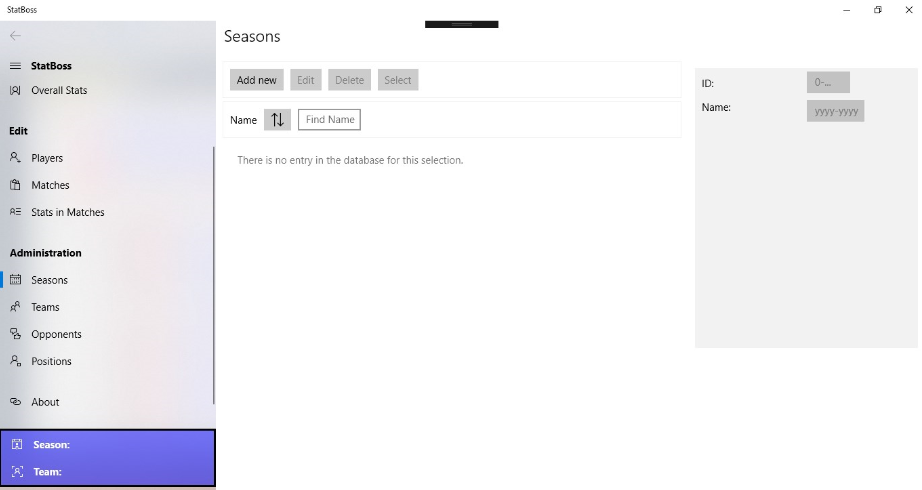 StatBoss
StatBoss
Overall Stats
Edit
Players
Matches
Stats in Matches
Administration
Seasons
Teams
Opponents
Positions
About
Season:
Team:
Seasons
Add new Edit Delete Select
Name Find Name
There is no entry in the database for this selection.
ID: 0-...
Name: yyyy-yyyy